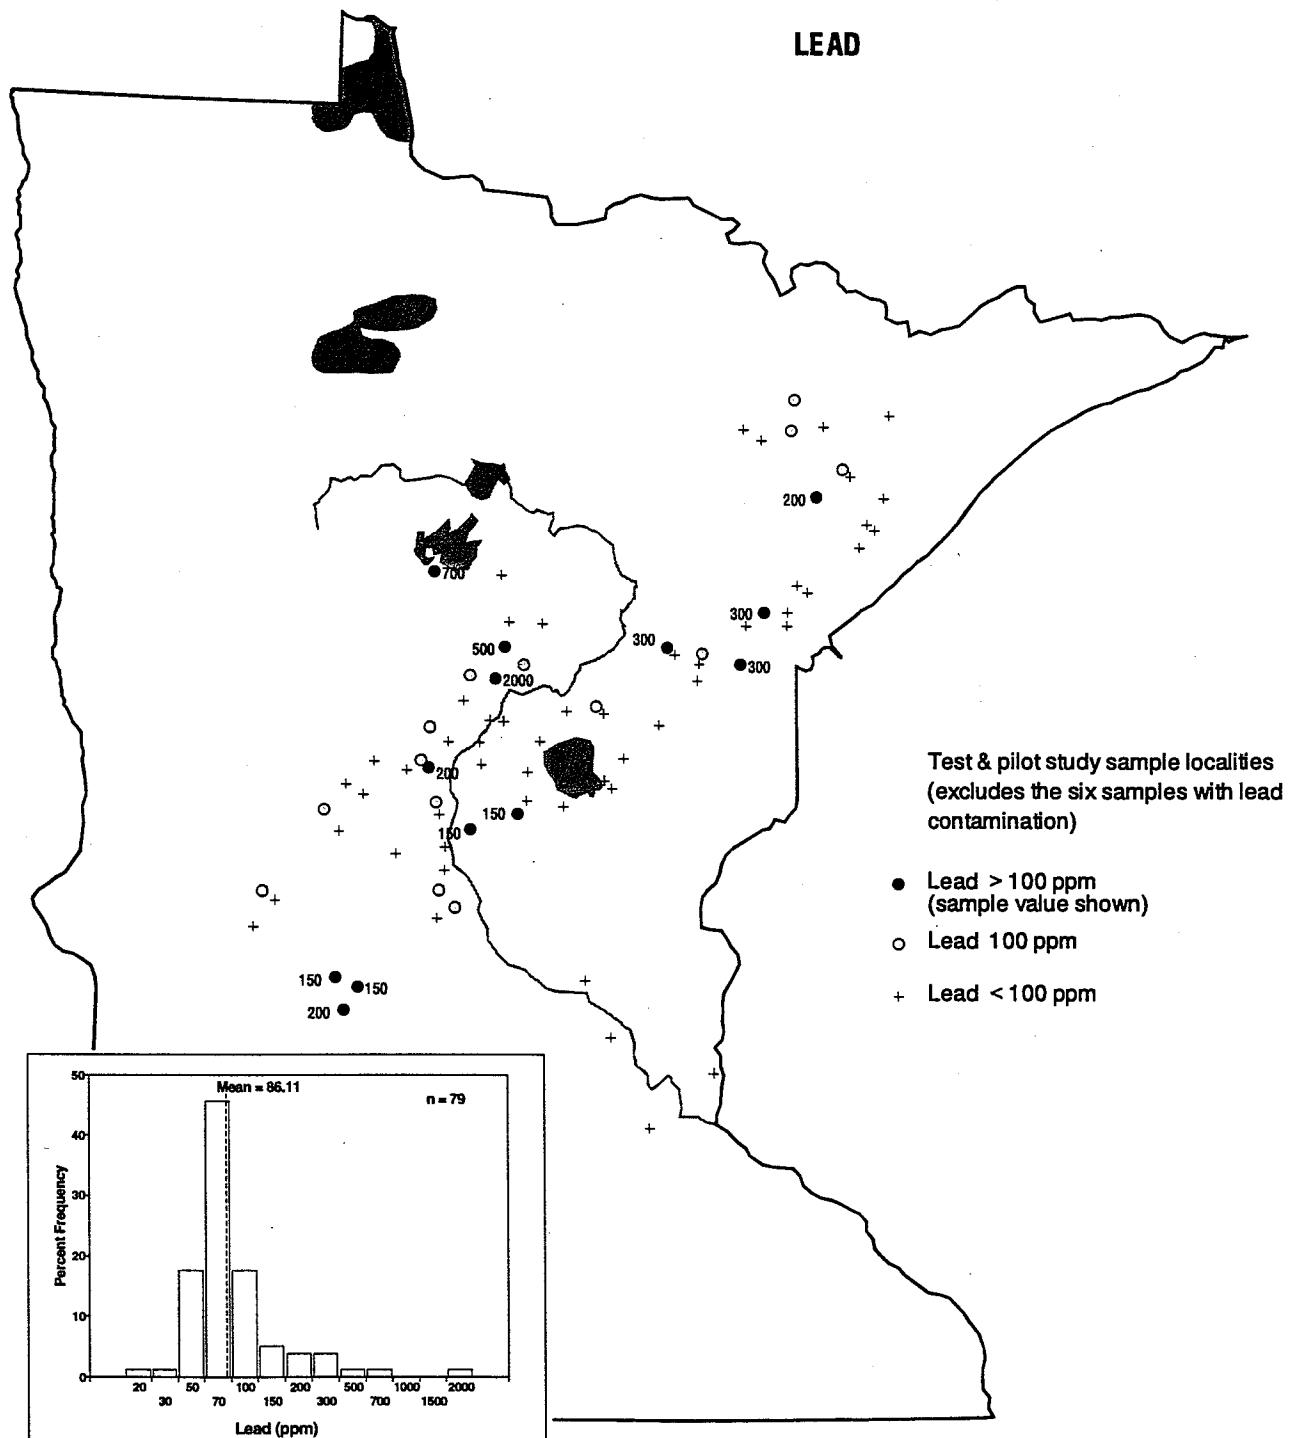 LEAD
200
700
300
300
500
300
2000
200
150
150
150
150
200
Test & pilot study sample localities
(excludes the six samples with lead
contamination)
Lead > 100 ppm
(sample value shown)
Lead 100 ppm
Lead < 100 ppm
50
40
30
20
10
0
Percent Frequency
Mean = 86.11
n = 79
20
30
50
70
100
150
200
300
500
700
1000
1500
2000
Lead (ppm)